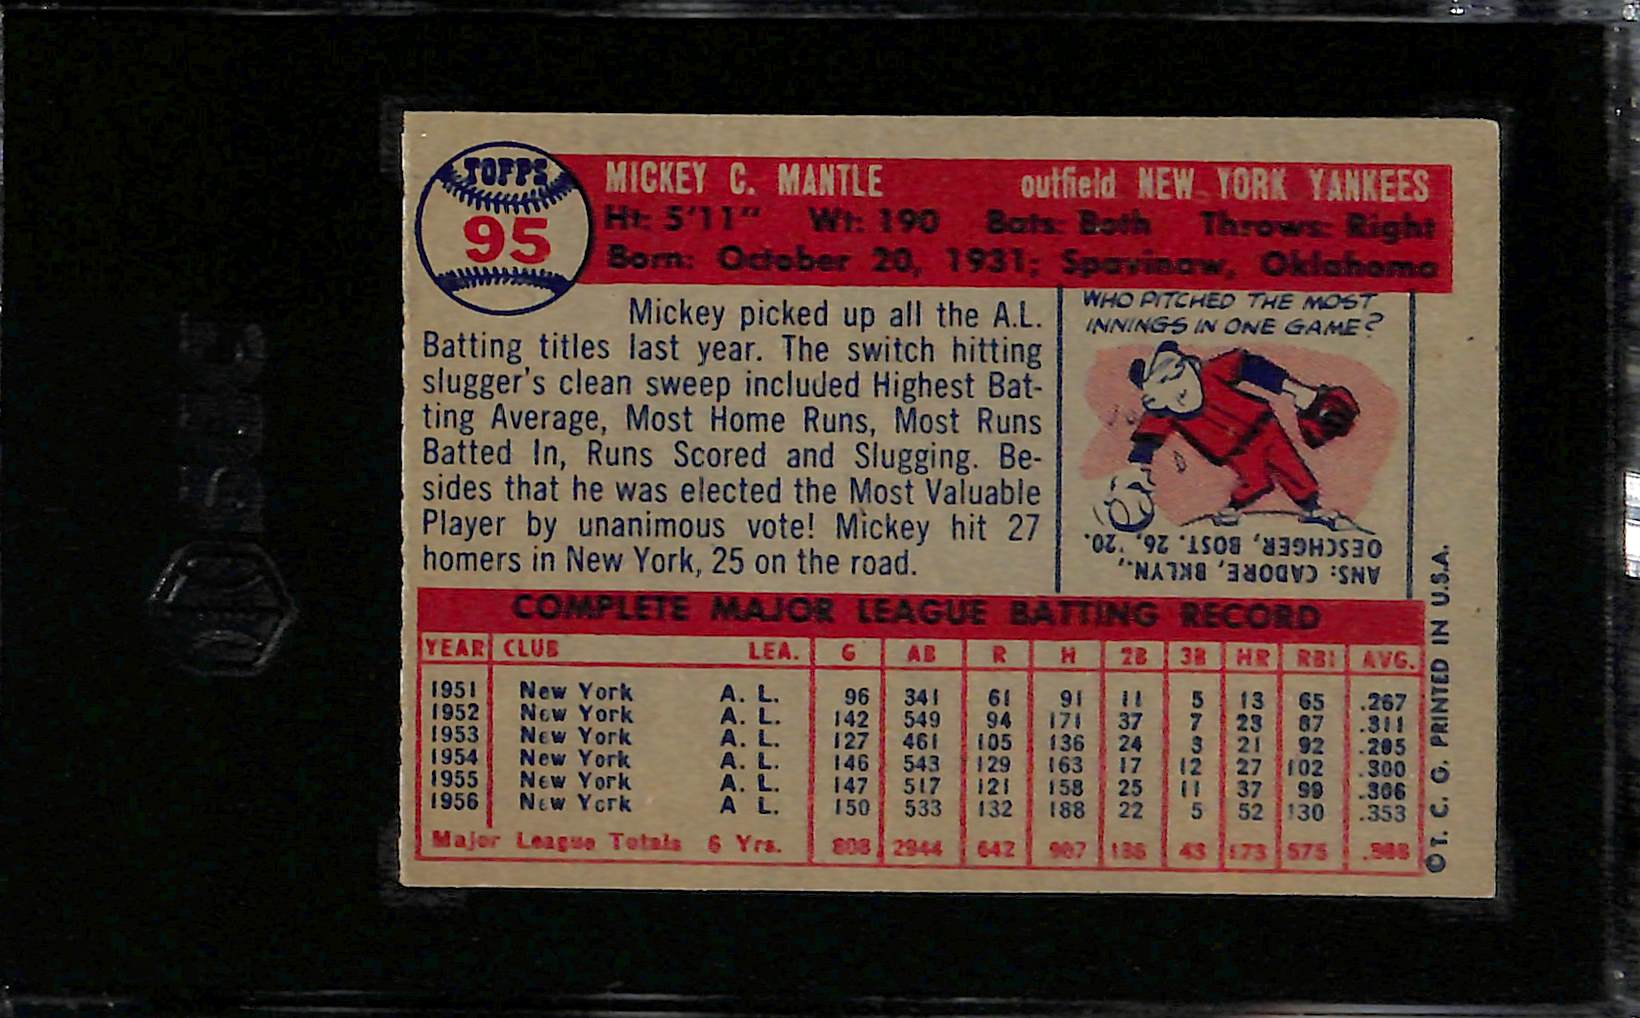 TOPPS
95
MICKEY C. MANTLE outfield NEW YORK YANKEES
Ht: 5'11" Wt: 190 Bats: Both Throws: Right
Born: October 20, 1931; Spavinaw, Oklahoma
Mickey picked up all the A.L.
Batting titles last year. The switch hitting
slugger's clean sweep included Highest Bat-
ting Average, Most Home Runs, Most Runs
Batted In, Runs Scored and Slugging. Be-
sides that he was elected the Most Valuable
Player by unanimous vote! Mickey hit 27
homers in New York, 25 on the road.
WHO PITCHED THE MOST
INNINGS IN ONE GAME?
ANS: CADORE, BKLYN.,
OESCHGER, BOST. 26, '20.
COMPLETE MAJOR LEAGUE BATTING RECORD
YEAR CLUB LEA. G AB R H 2B 3B HR RBI AVG.
1951 New York A. L. 96 341 61 91 11 5 13 65 .267
1952 New York A. L. 142 549 94 171 37 7 23 87 .311
1953 New York A. L. 127 461 105 136 24 3 21 92 .295
1954 New York A. L. 146 543 129 163 17 12 27 102 .300
1955 New York A. L. 147 517 121 158 25 11 37 99 .306
1956 New York A L. 150 533 132 188 22 5 52 130 .353
Major League Totals 6 Yrs. 808 2944 642 907 136 43 173 575
© T. C. G. PRINTED IN U.S.A.
SGC